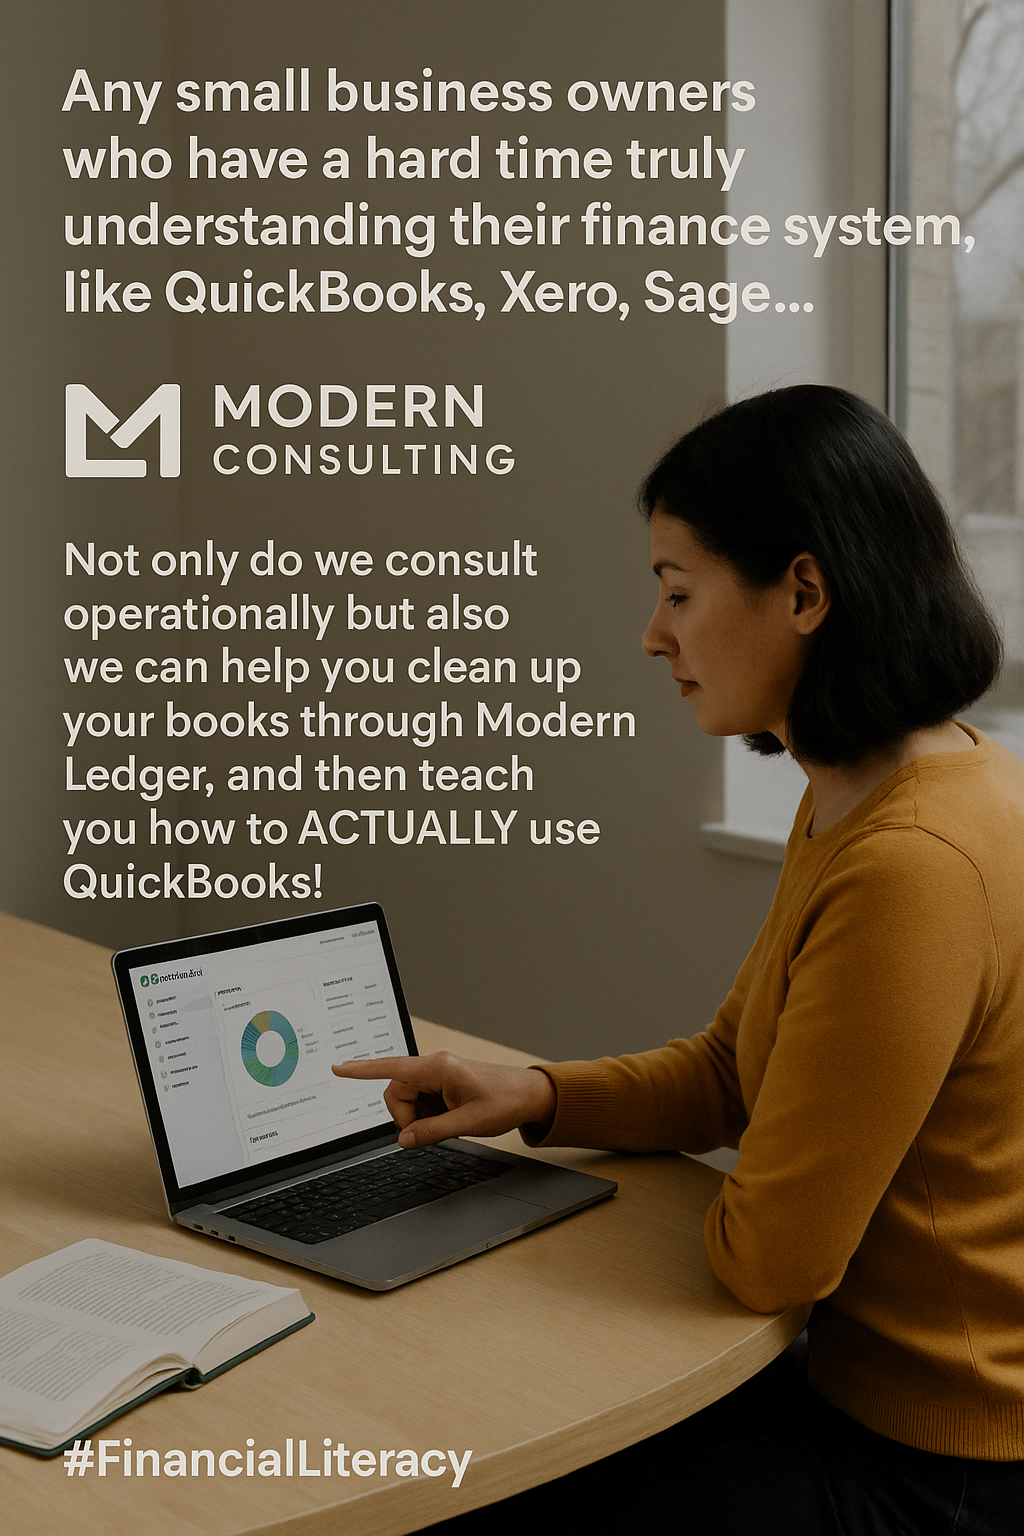 Any small business owners
who have a hard time truly
understanding their finance system,
like QuickBooks, Xero, Sage...
MODERN
CONSULTING
Not only do we consult
operationally but also
we can help you clean up
your books through Modern
Ledger, and then teach
you how to ACTUALLY use
QuickBooks!
#FinancialLiteracy